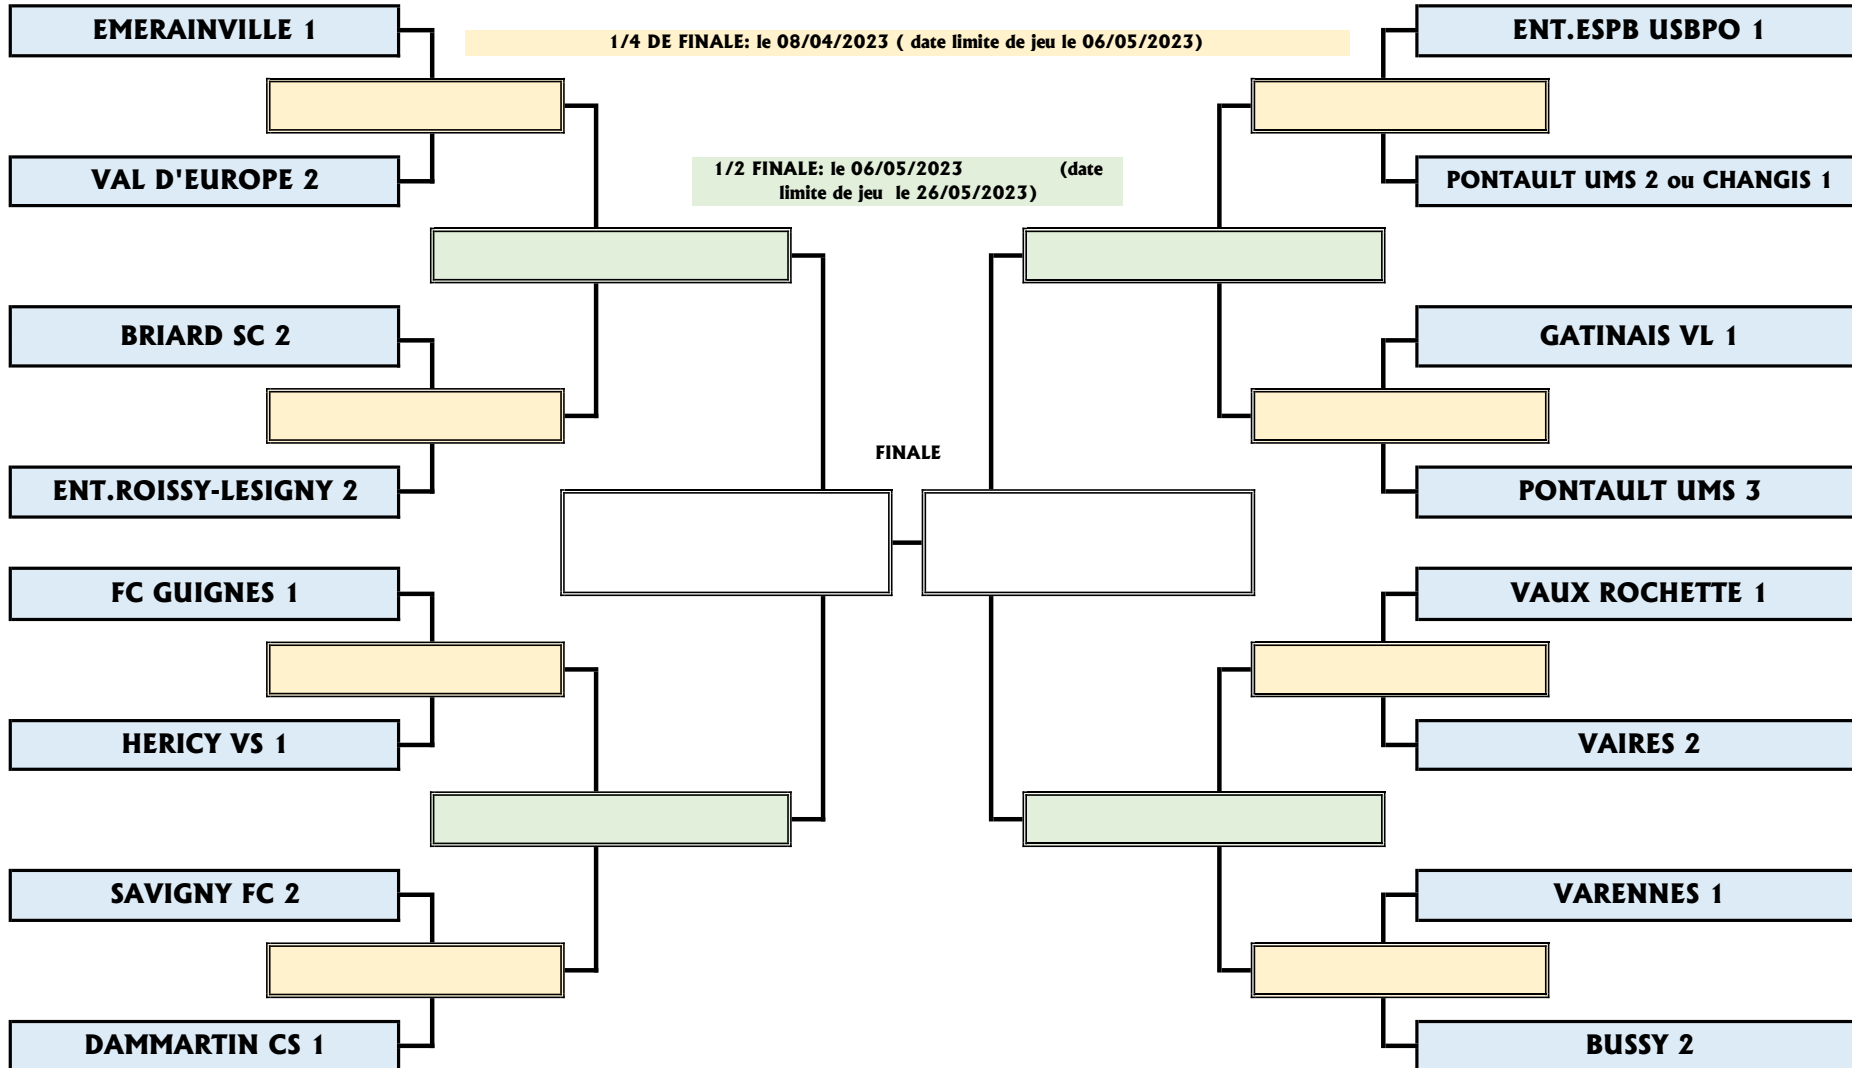 EMERAINVILLE 1
1/4 DE FINALE: le 08/04/2023 ( date limite de jeu le 06/05/2023)
ENT.ESPB USBPO 1
VAL D'EUROPE 2
1/2 FINALE: le 06/05/2023 (date
limite de jeu le 26/05/2023)
PONTAULT UMS 2 ou CHANGIS 1
BRIARD SC 2
GATINAIS VL 1
FINALE
ENT.ROISSY-LESIGNY 2
PONTAULT UMS 3
FC GUIGNES 1
VAUX ROCHETTE 1
HERICY VS 1
VAIRES 2
SAVIGNY FC 2
VARENNES 1
DAMMARTIN CS 1
BUSSY 2